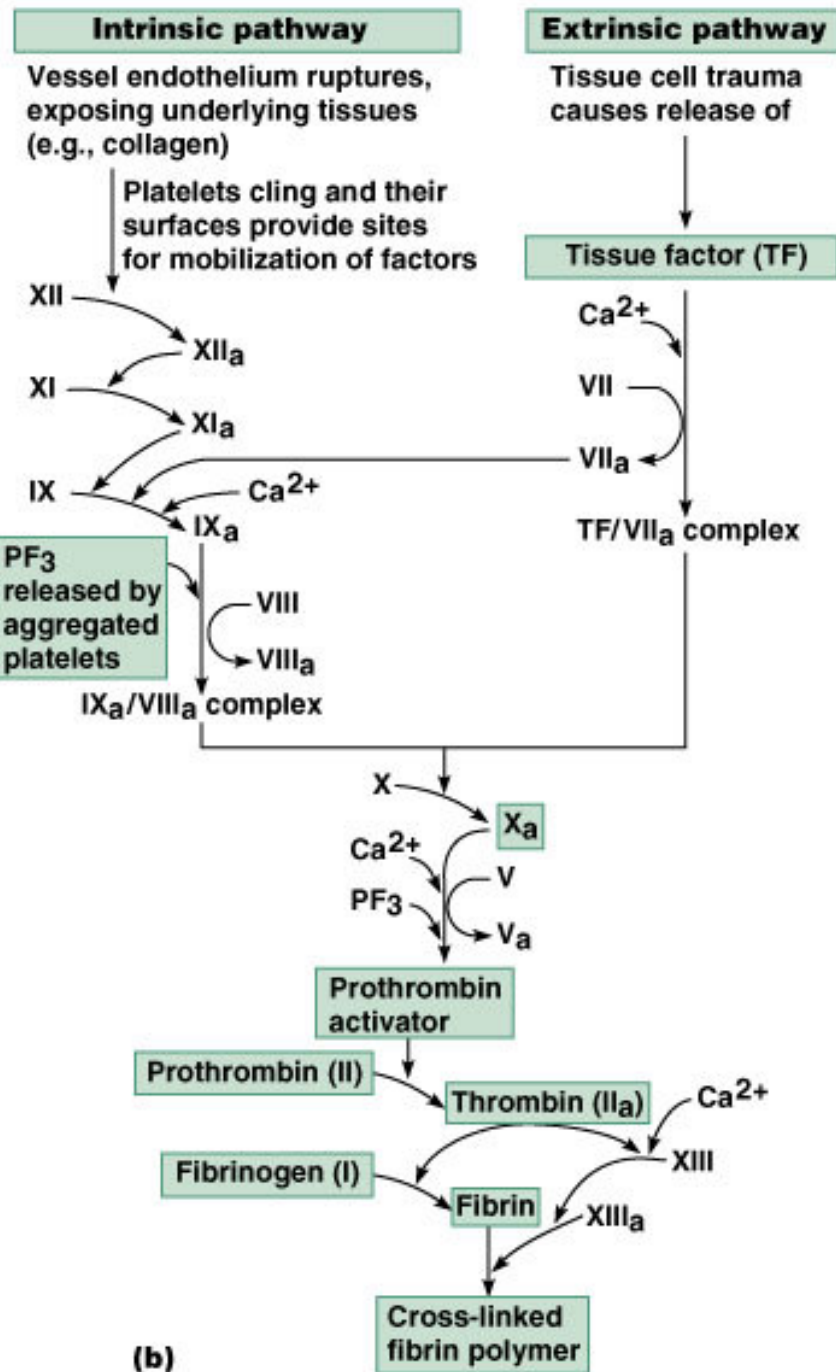 Intrinsic pathway
Extrinsic pathway
Vessel endothelium ruptures,
exposing underlying tissues
(e.g., collagen)
Tissue cell trauma
causes release of
Platelets cling and their
surfaces provide sites
for mobilization of factors
Tissue factor (TF)
XII
XIIa
XI
XIa
IX
Ca2+
IXa
Ca2+
VII
VIIa
TF/VIIa complex
PF3
released by
aggregated
platelets
VIII
VIIIa
IXa/VIIIa complex
X
Xa
Ca2+
PF3
V
Va
Prothrombin
activator
Prothrombin (II)
Thrombin (IIa)
Ca2+
XIII
Fibrinogen (I)
Fibrin
XIIIa
Cross-linked
fibrin polymer
(b)